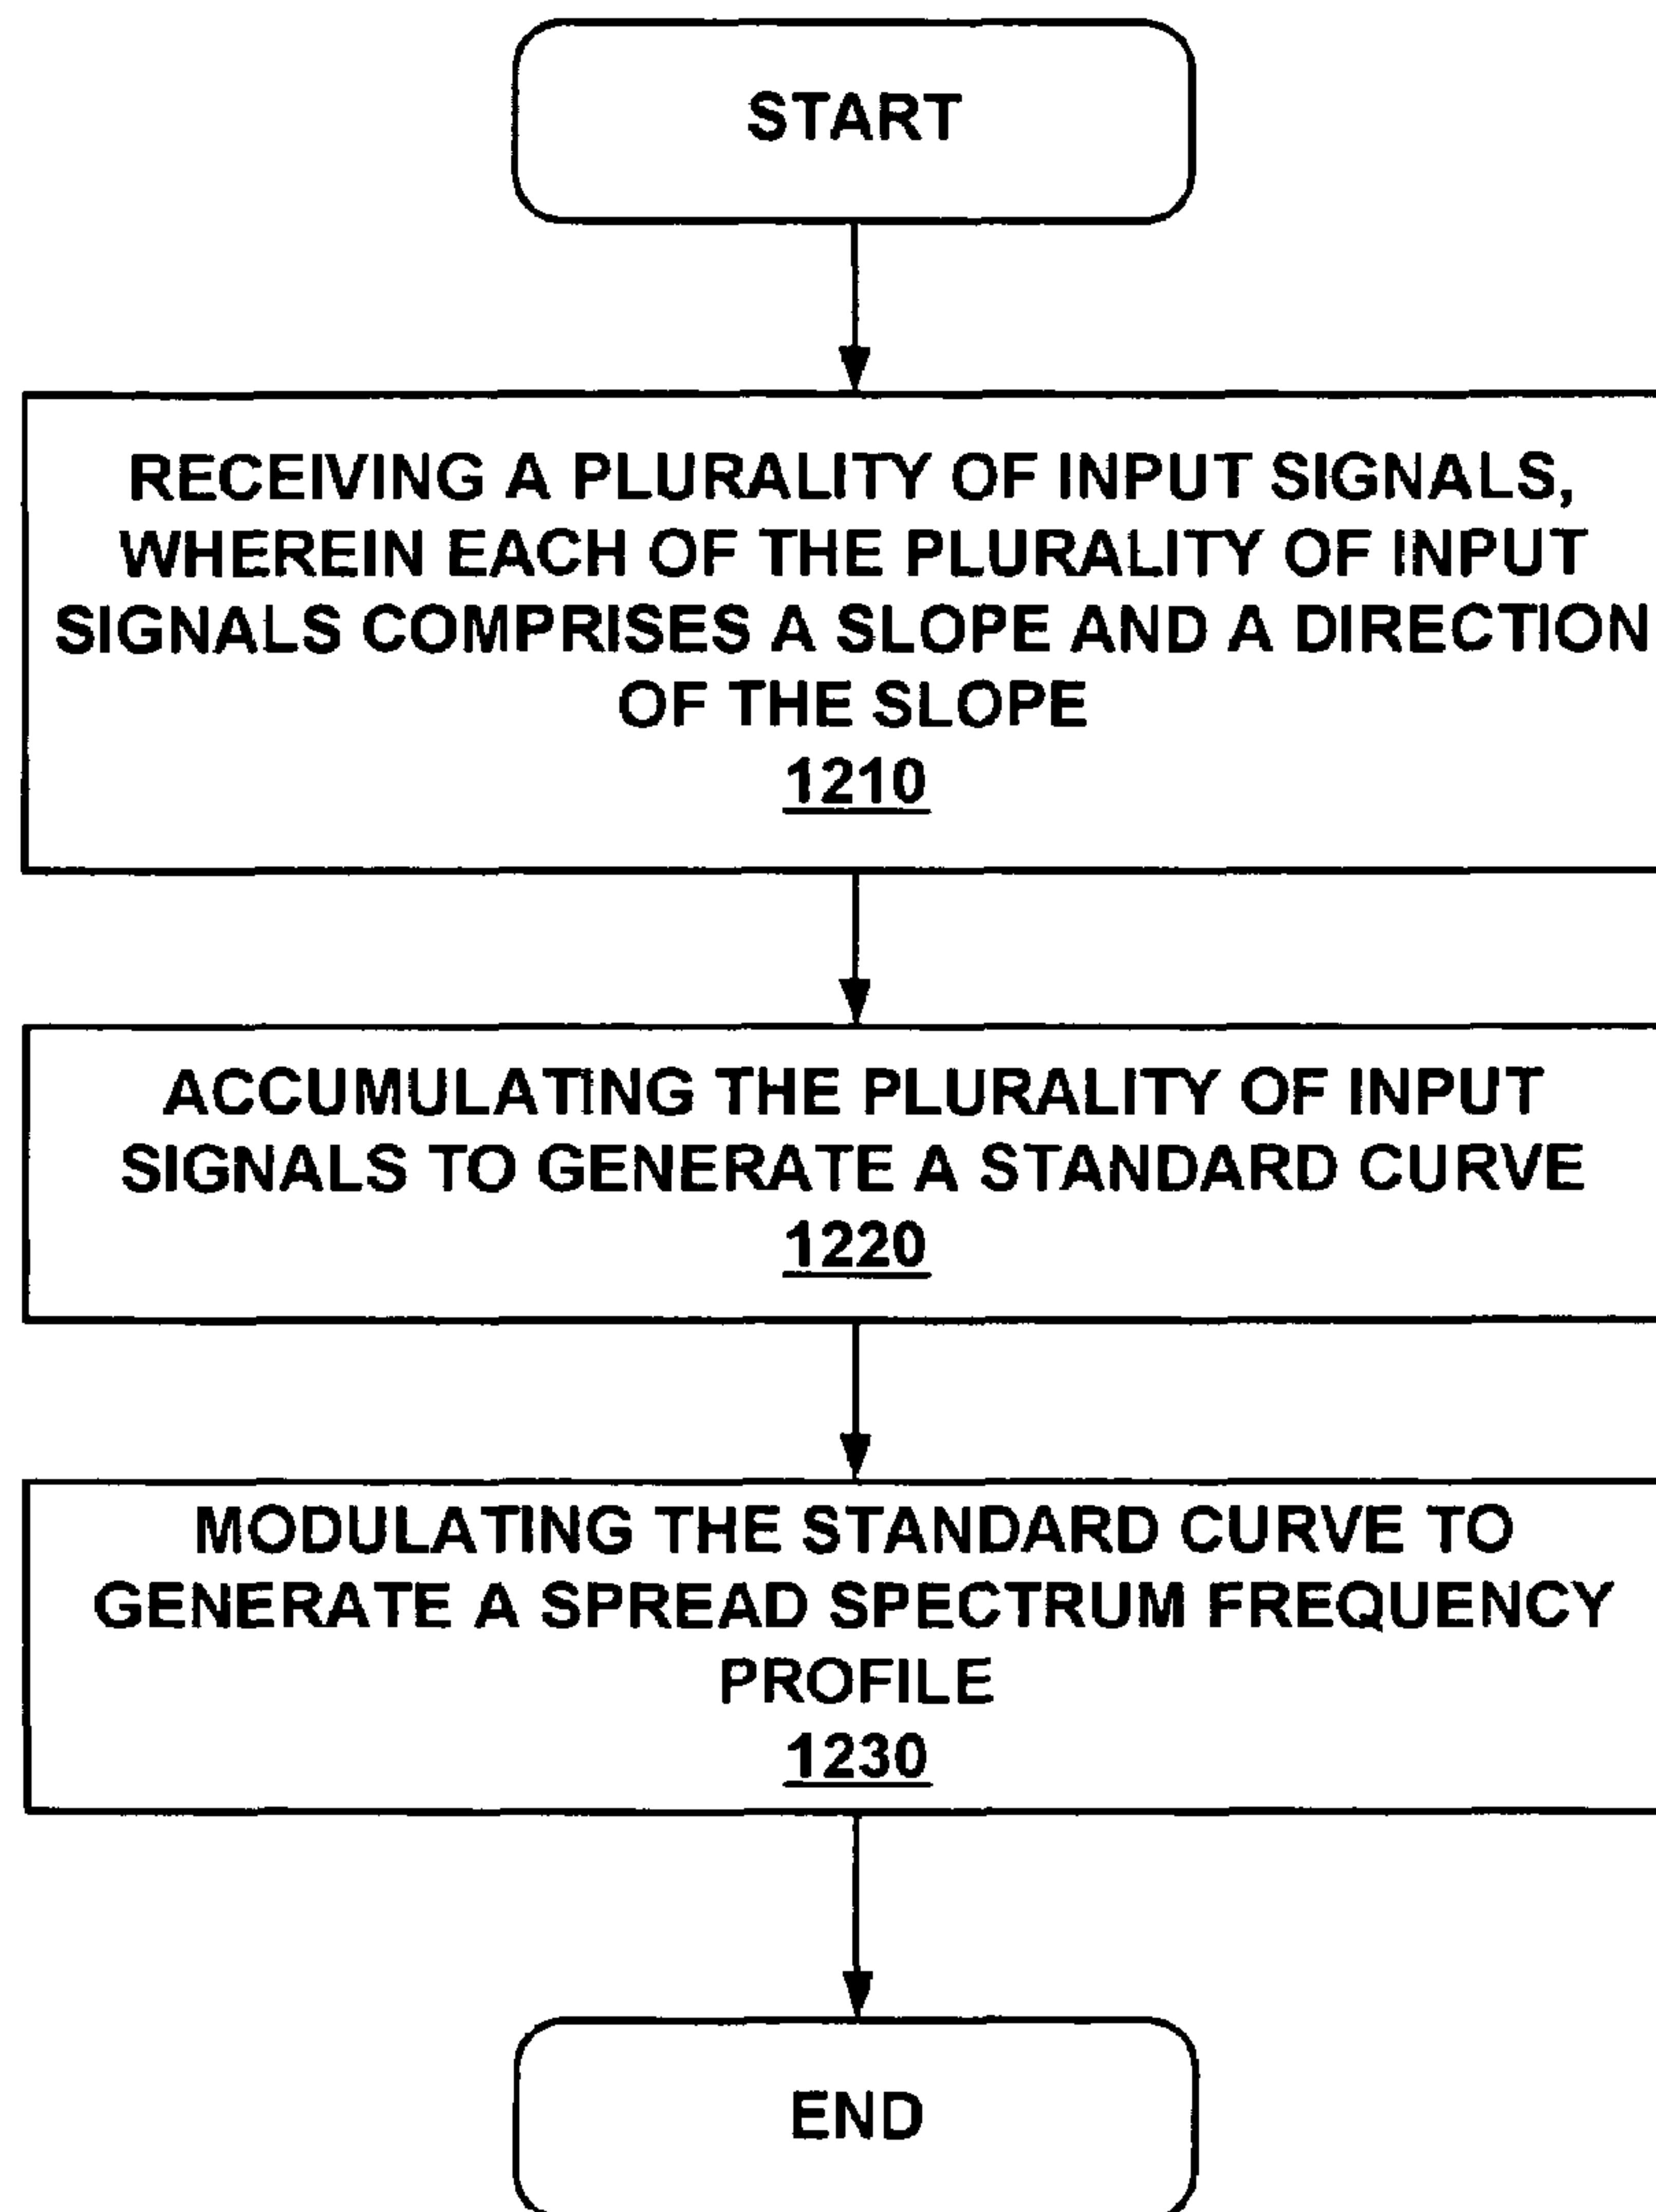 START
RECEIVING A PLURALITY OF INPUT SIGNALS,
WHEREIN EACH OF THE PLURALITY OF INPUT
SIGNALS COMPRISES A SLOPE AND A DIRECTION
OF THE SLOPE
1210
ACCUMULATING THE PLURALITY OF INPUT
SIGNALS TO GENERATE A STANDARD CURVE
1220
MODULATING THE STANDARD CURVE TO
GENERATE A SPREAD SPECTRUM FREQUENCY
PROFILE
1230
END